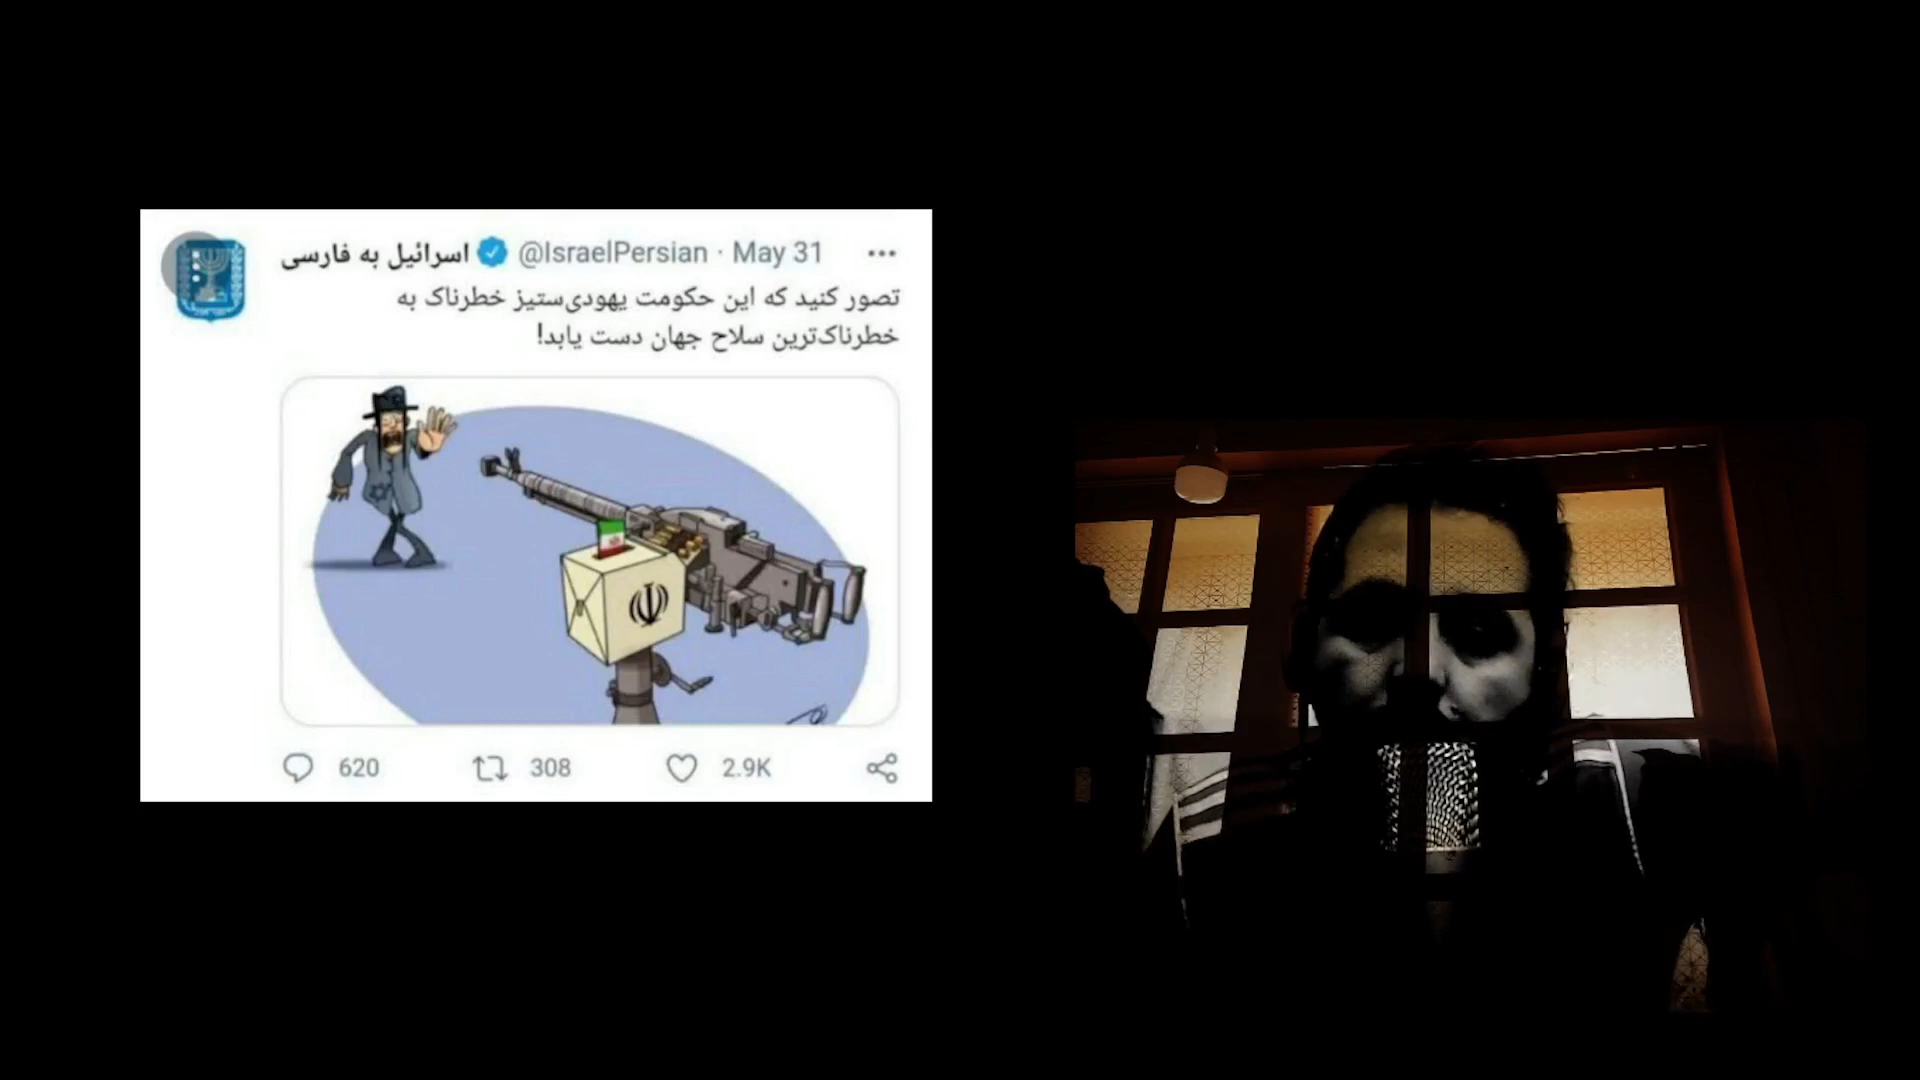 اسرائیل به فارسی @IsraelPersian · May 31
تصور کنید که این حکومت یهودی‌ستیز خطرناک به
خطرناک‌ترین سلاح جهان دست یابد!
620 308 2.9K